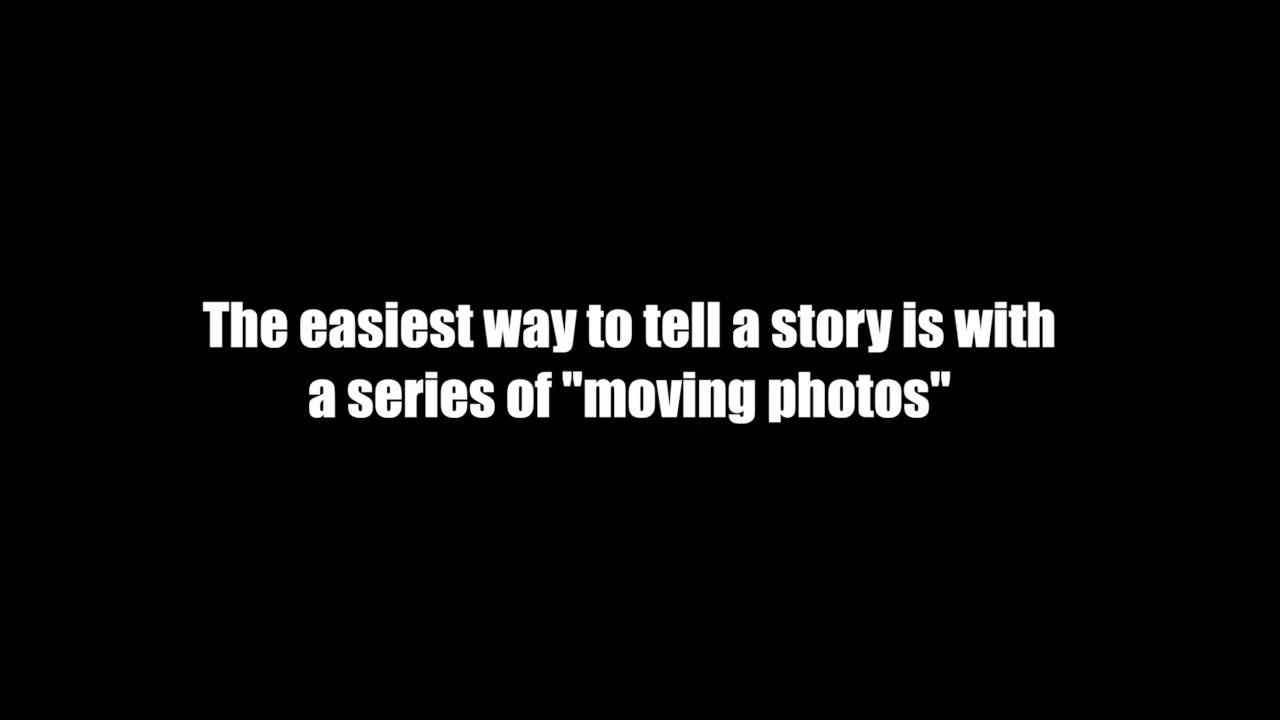 The easiest way to tell a story is with
a series of "moving photos"